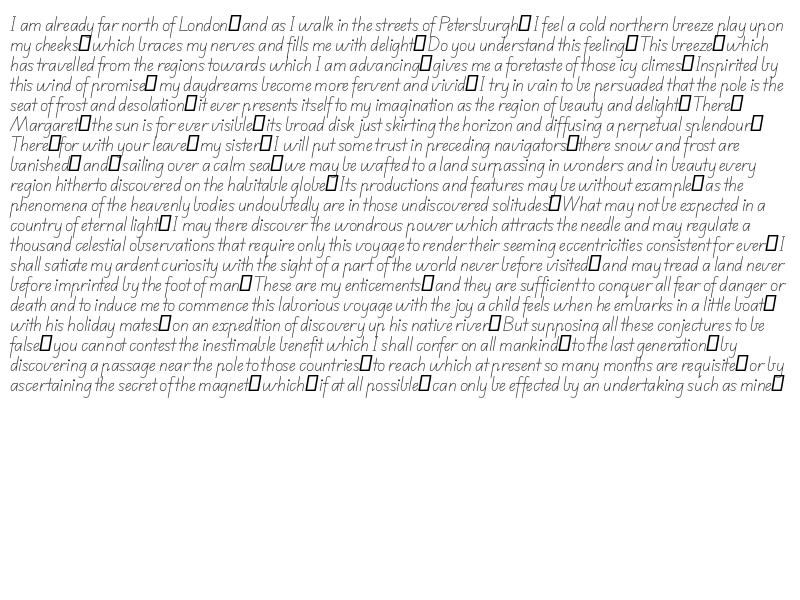 I am already far north of London▯ and as I walk in the streets of Petersburgh▯ I feel a cold northern breeze play upon
my cheeks▯ which braces my nerves and fills me with delight▯ Do you understand this feeling▯ This breeze▯ which
has travelled from the regions towards which I am advancing▯ gives me a foretaste of those icy climes▯ Inspirited by
this wind of promise▯ my daydreams become more fervent and vivid▯ I try in vain to be persuaded that the pole is the
seat of frost and desolation▯ it ever presents itself to my imagination as the region of beauty and delight▯ There▯
Margaret▯ the sun is for ever visible▯ its broad disk just skirting the horizon and diffusing a perpetual splendour▯
There▯for with your leave▯ my sister▯ I will put some trust in preceding navigators▯there snow and frost are
banished▯ and▯ sailing over a calm sea▯ we may be wafted to a land surpassing in wonders and in beauty every
region hitherto discovered on the habitable globe▯ Its productions and features may be without example▯ as the
phenomena of the heavenly bodies undoubtedly are in those undiscovered solitudes▯ What may not be expected in a
country of eternal light▯ I may there discover the wondrous power which attracts the needle and may regulate a
thousand celestial observations that require only this voyage to render their seeming eccentricities consistent for ever▯ I
shall satiate my ardent curiosity with the sight of a part of the world never before visited▯ and may tread a land never
before imprinted by the foot of man▯ These are my enticements▯ and they are sufficient to conquer all fear of danger or
death and to induce me to commence this laborious voyage with the joy a child feels when he embarks in a little boat▯
with his holiday mates▯ on an expedition of discovery up his native river▯ But supposing all these conjectures to be
false▯ you cannot contest the inestimable benefit which I shall confer on all mankind▯ to the last generation▯ by
discovering a passage near the pole to those countries▯ to reach which at present so many months are requisite▯ or by
ascertaining the secret of the magnet▯ which▯ if at all possible▯ can only be effected by an undertaking such as mine▯